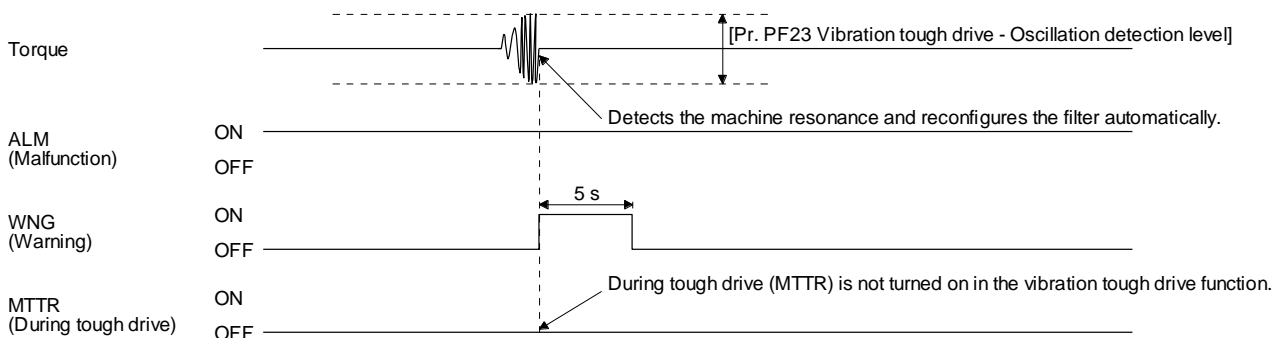 [Pr. PF23 Vibration tough drive - Oscillation detection level]
Torque
Detects the machine resonance and reconfigures the filter automatically.
ALM
(Malfunction)
ON
OFF
5 s
WNG
(Warning)
ON
OFF
During tough drive (MTTR) is not turned on in the vibration tough drive function.
MTTR
(During tough drive)
ON
OFF